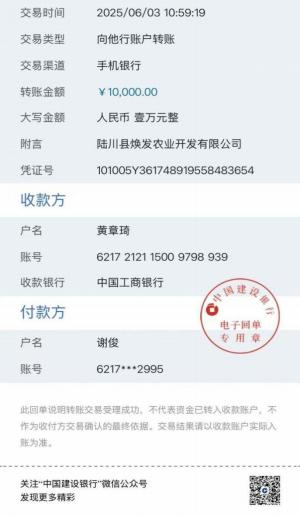 交易时间 2025/06/03 10:59:19
交易类型 向他行账户转账
交易渠道 手机银行
转账金额 ¥10,000.00
大写金额 人民币 壹万元整
附言 陆川县焕发农业开发有限公司
凭证号 101005Y361748919558483654
收款方
户名 黄章琦
账号 6217 2121 1500 9798 939
收款银行 中国工商银行
中国建设银行
电子回单
专用章
付款方
户名 谢俊
账号 6217***2995
此回单说明转账交易受理成功，不代表资金已转入收款账户，不
作为收付方交易确认的最终依据。交易结果请以收款账户实际入
账为准。
关注“中国建设银行”微信公众号
发现更多精彩